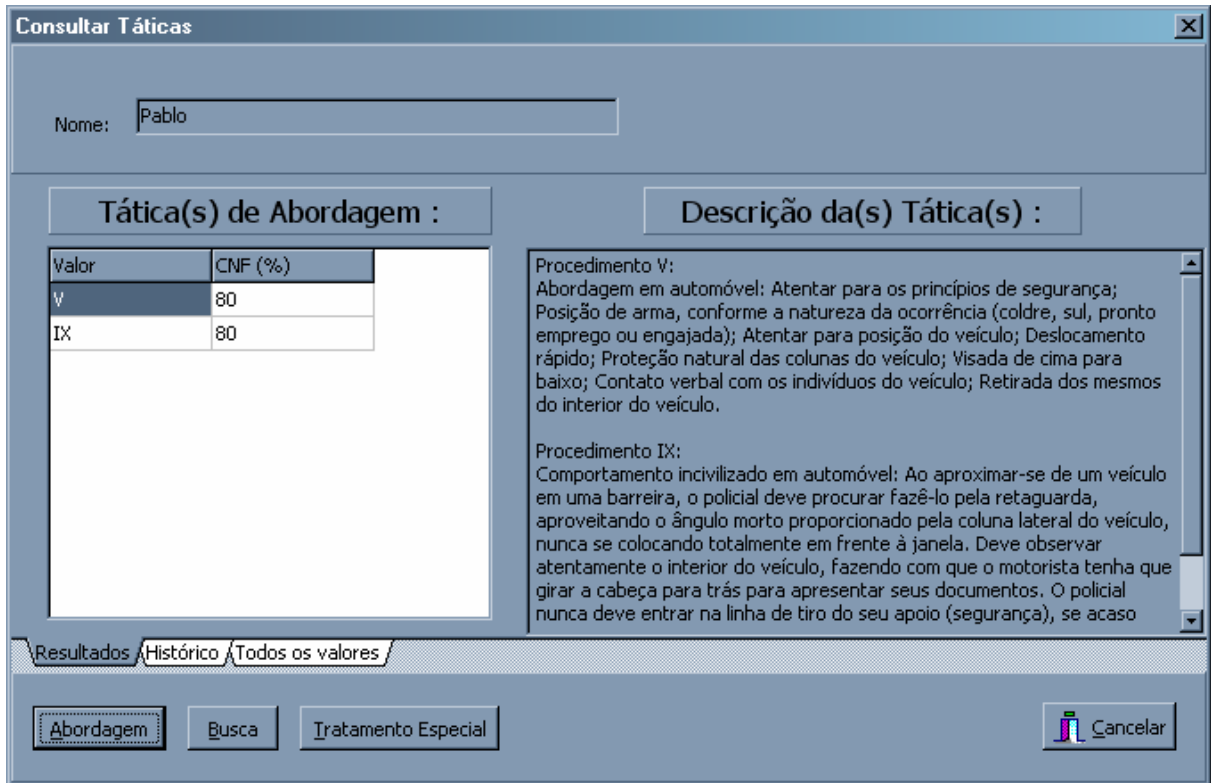 Consultar Táticas
Nome: Pablo
Tática(s) de Abordagem :
Valor CNF (%)
V 80
IX 80
Descrição da(s) Tática(s) :
Procedimento V:
Abordagem em automóvel: Atentar para os princípios de segurança;
Posição de arma, conforme a natureza da ocorrência (coldre, sul, pronto
emprego ou engajada); Atentar para posição do veículo; Deslocamento
rápido; Proteção natural das colunas do veículo; Visada de cima para
baixo; Contato verbal com os indivíduos do veículo; Retirada dos mesmos
do interior do veículo.
Procedimento IX:
Comportamento incivilizado em automóvel: Ao aproximar-se de um veículo
em uma barreira, o policial deve procurar fazê-lo pela retaguarda,
aproveitando o ângulo morto proporcionado pela coluna lateral do veículo,
nunca se colocando totalmente em frente à janela. Deve observar
atentamente o interior do veículo, fazendo com que o motorista tenha que
girar a cabeça para trás para apresentar seus documentos. O policial
nunca deve entrar na linha de tiro do seu apoio (segurança), se acaso
Resultados Histórico Todos os valores
Abordagem Busca Tratamento Especial Cancelar